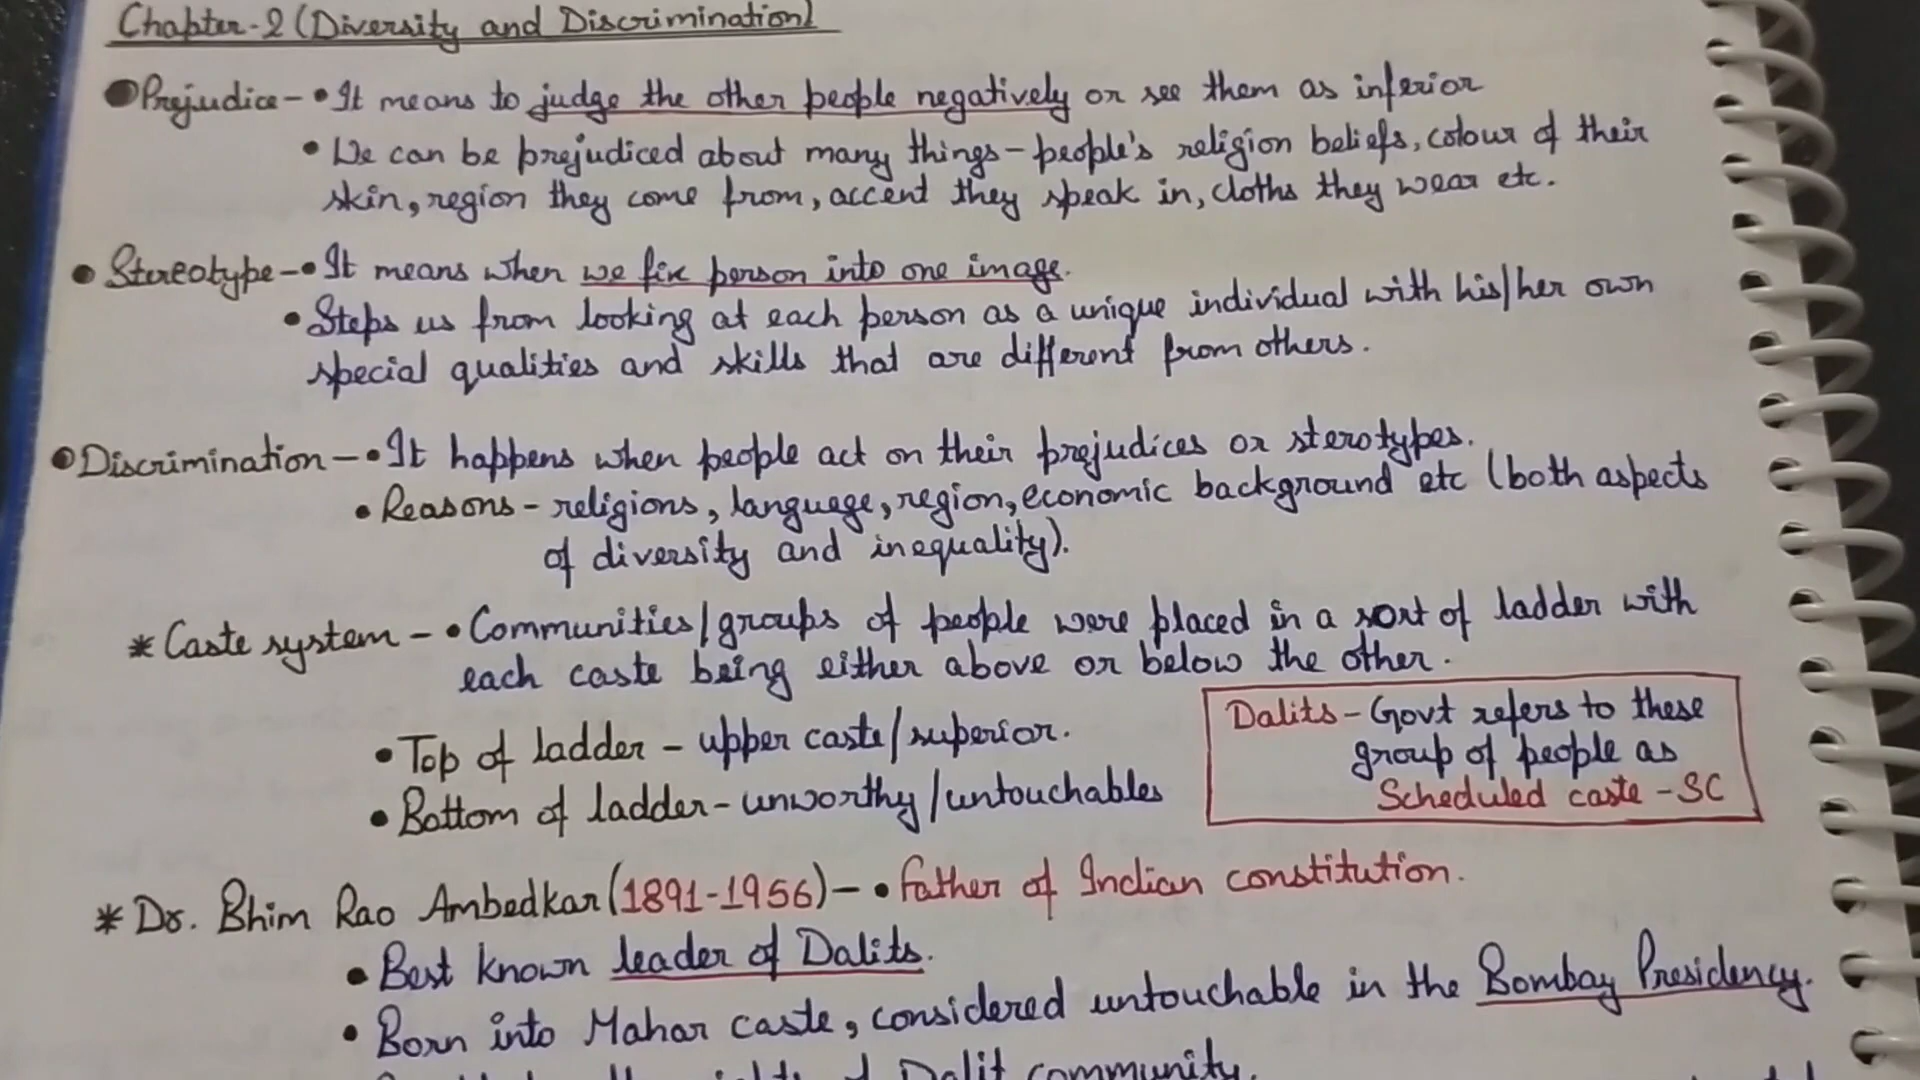 Chapter-2 (Diversity and Discrimination)
Prejudice - • It means to judge the other people negatively or see them as inferior
• We can be prejudiced about many things - people's religion beliefs, colour of their
skin, region they come from, accent they speak in, cloths they wear etc.
• Stereotype - • It means when we fix person into one image.
• Stops us from looking at each person as a unique individual with his/her own
special qualities and skills that are different from others.
• Discrimination - • It happens when people act on their prejudices or sterotypes.
• Reasons - religions, language, region, economic background etc (both aspects
of diversity and inequality).
* Caste system - • Communities/groups of people were placed in a sort of ladder with
each caste being either above or below the other.
• Top of ladder - upper caste/superior.
• Bottom of ladder - unworthy/untouchables
Dalits - Govt refers to these
group of people as
Scheduled caste - SC
* Dr. Bhim Rao Ambedkar (1891-1956) - • Father of Indian constitution.
• Best known leader of Dalits.
• Born into Mahar caste, considered untouchable in the Bombay Presidency.
Dalit community.